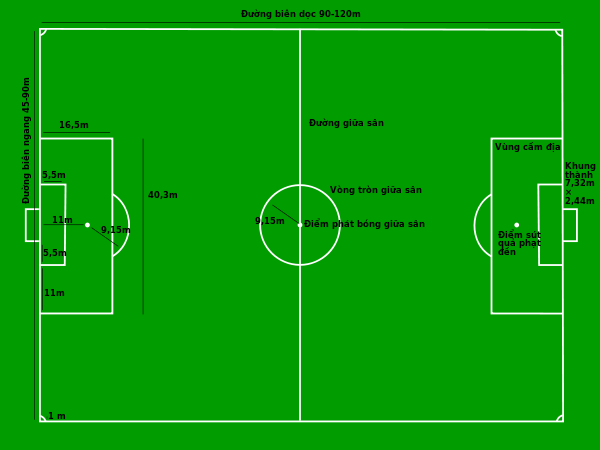 Đường biên dọc 90-120m
Đường biên ngang 45-90m
16,5m
Đường giữa sân
Vùng cấm địa
Khung
thành
7,32m
×
2,44m
5,5m
40,3m
Vòng tròn giữa sân
11m
9,15m
9,15m
Điểm phát bóng giữa sân
Điểm sút
quả phạt
đền
5,5m
11m
1 m